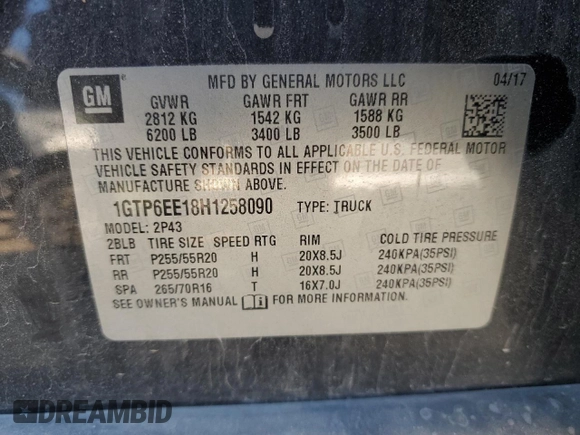 GM
MFD BY GENERAL MOTORS LLC 04/17
GVWR GAWR FRT GAWR RR
2812 KG 1542 KG 1588 KG
6200 LB 3400 LB 3500 LB
THIS VEHICLE CONFORMS TO ALL APPLICABLE U.S. FEDERAL MOTOR
VEHICLE SAFETY STANDARDS IN EFFECT ON THE DATE OF
MANUFACTURE SHOWN ABOVE.
1GTP6EE18H1258090 TYPE: TRUCK
MODEL: 2P43
2BLB TIRE SIZE SPEED RTG RIM COLD TIRE PRESSURE
FRT P255/55R20 H 20X8.5J 240KPA(35PSI)
RR P255/55R20 H 20X8.5J 240KPA(35PSI)
SPA 265/70R16 T 16X7.0J 240KPA(35PSI)
SEE OWNER'S MANUAL FOR MORE INFORMATION.
DREAMBID